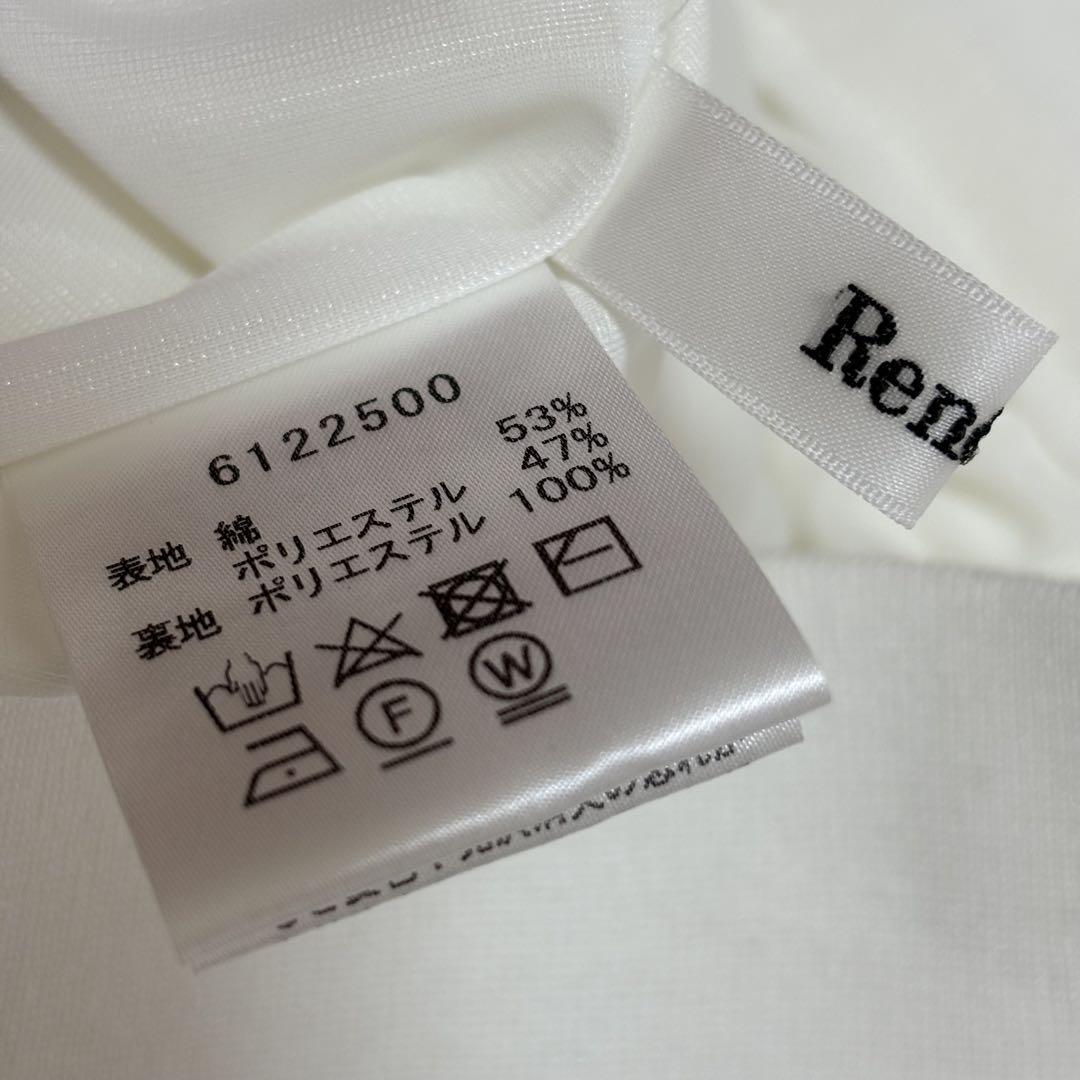 Ren
6122500
表地 綿 53%
ポリエステル 47%
裏地 ポリエステル 100%
F
W